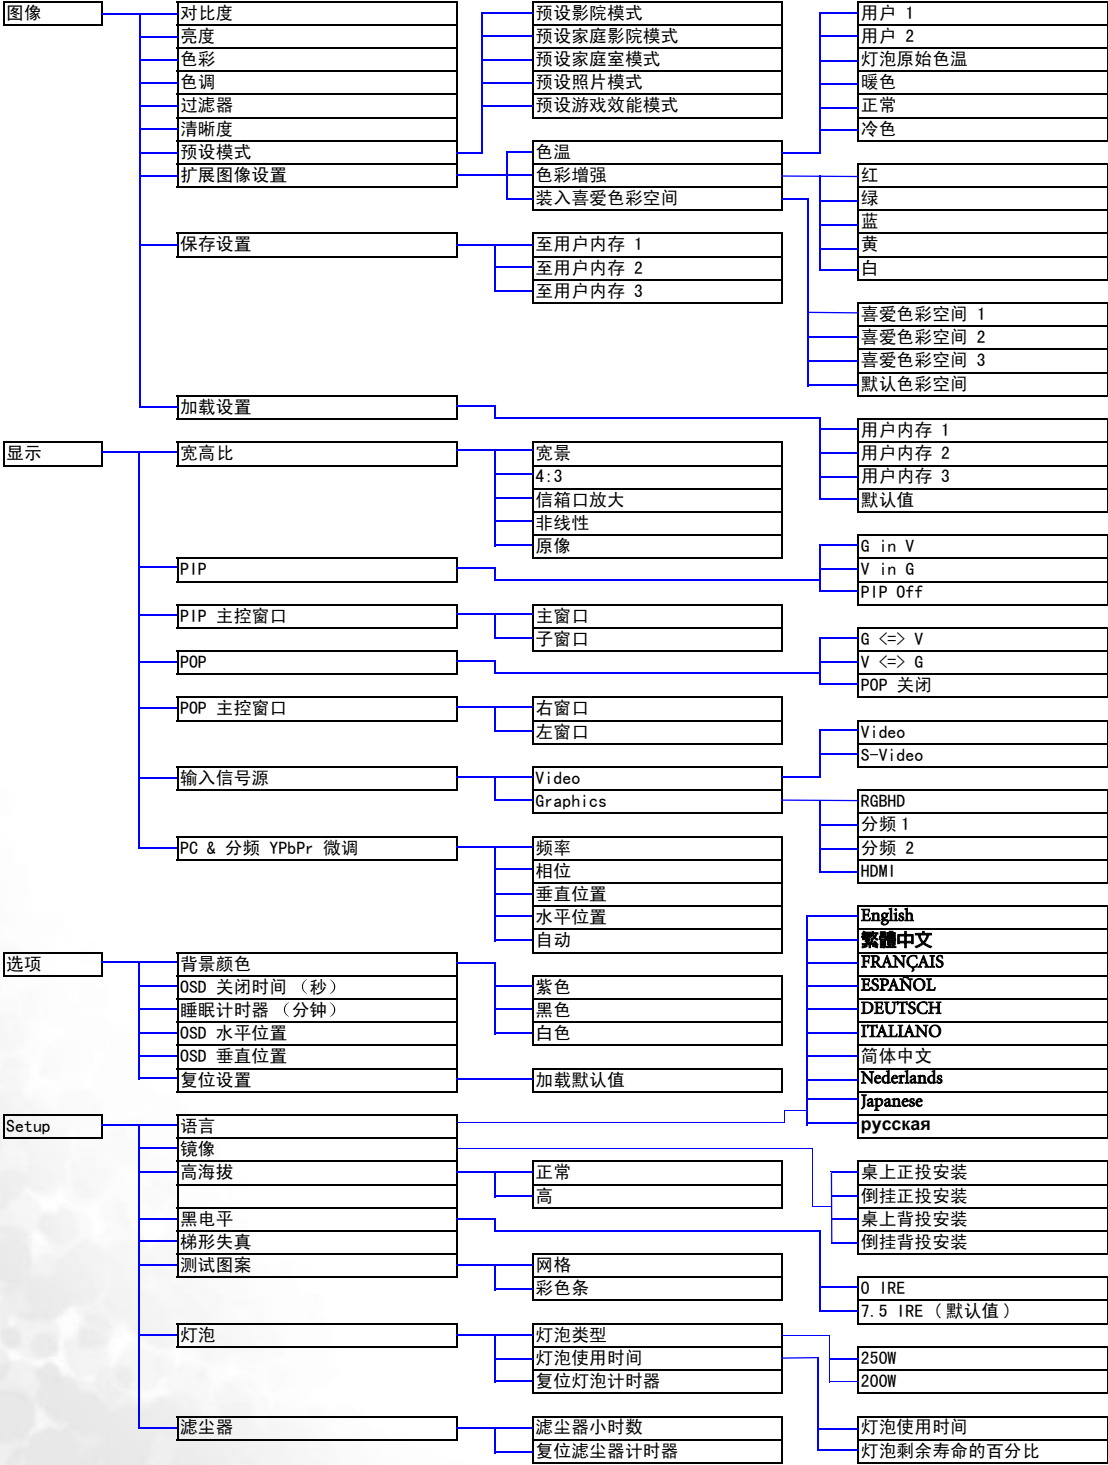 图像
对比度
亮度
色彩
色调
过滤器
清晰度
预设模式
预设影院模式
预设家庭影院模式
预设家庭室模式
预设照片模式
预设游戏效能模式
扩展图像设置
色温
用户 1
用户 2
灯泡原始色温
暖色
正常
冷色
色彩增强
红
绿
蓝
黄
白
装入喜爱色彩空间
喜爱色彩空间 1
喜爱色彩空间 2
喜爱色彩空间 3
默认色彩空间
保存设置
至用户内存 1
至用户内存 2
至用户内存 3
加载设置
用户内存 1
用户内存 2
用户内存 3
默认值
显示
宽高比
宽景
4:3
信箱口放大
非线性
原像
PIP
G in V
V in G
PIP Off
PIP 主控窗口
主窗口
子窗口
POP
G <=> V
V <=> G
POP 关闭
POP 主控窗口
右窗口
左窗口
输入信号源
Video
Video
S-Video
Graphics
RGBHD
分频 1
分频 2
HDMI
PC & 分频 YPbPr 微调
频率
相位
垂直位置
水平位置
自动
选项
背景颜色
紫色
黑色
白色
OSD 关闭时间 （秒）
睡眠计时器 （分钟）
OSD 水平位置
OSD 垂直位置
复位设置
加载默认值
Setup
语言
English
繁體中文
FRANÇAIS
ESPAÑOL
DEUTSCH
ITALIANO
简体中文
Nederlands
Japanese
русская
镜像
桌上正投安装
倒挂正投安装
桌上背投安装
倒挂背投安装
高海拔
正常
高
黑电平
0 IRE
7.5 IRE（默认值）
梯形失真
测试图案
网格
彩色条
灯泡
灯泡类型
250W
200W
灯泡使用时间
灯泡使用时间
灯泡剩余寿命的百分比
复位灯泡计时器
滤尘器
滤尘器小时数
复位滤尘器计时器